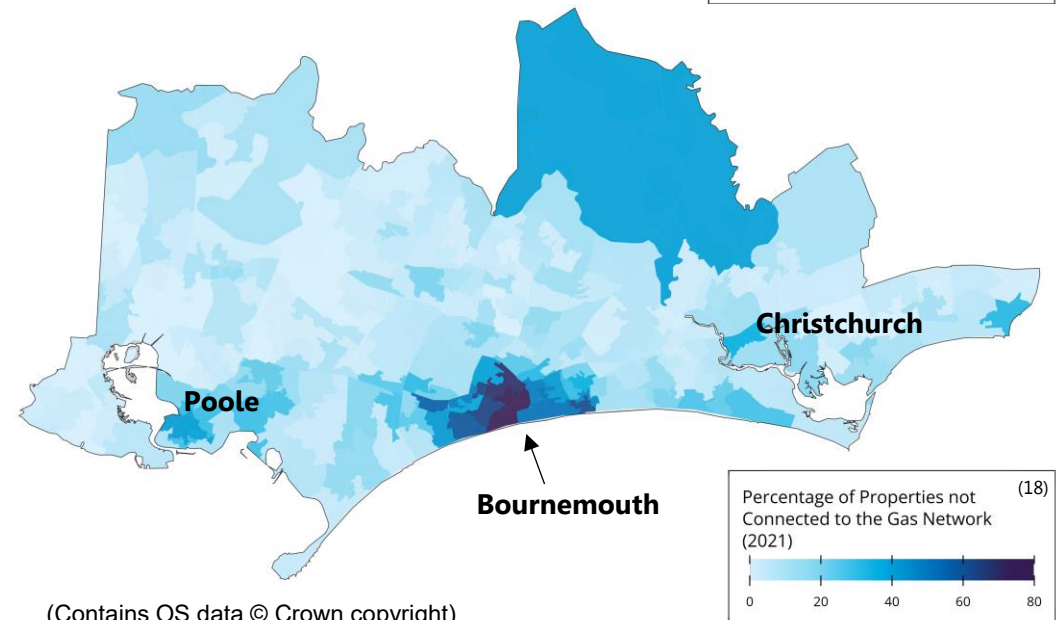 Christchurch
Poole
Bournemouth
Percentage of Properties not
Connected to the Gas Network
(2021)
(18)
0 20 40 60 80
(Contains OS data © Crown copyright)